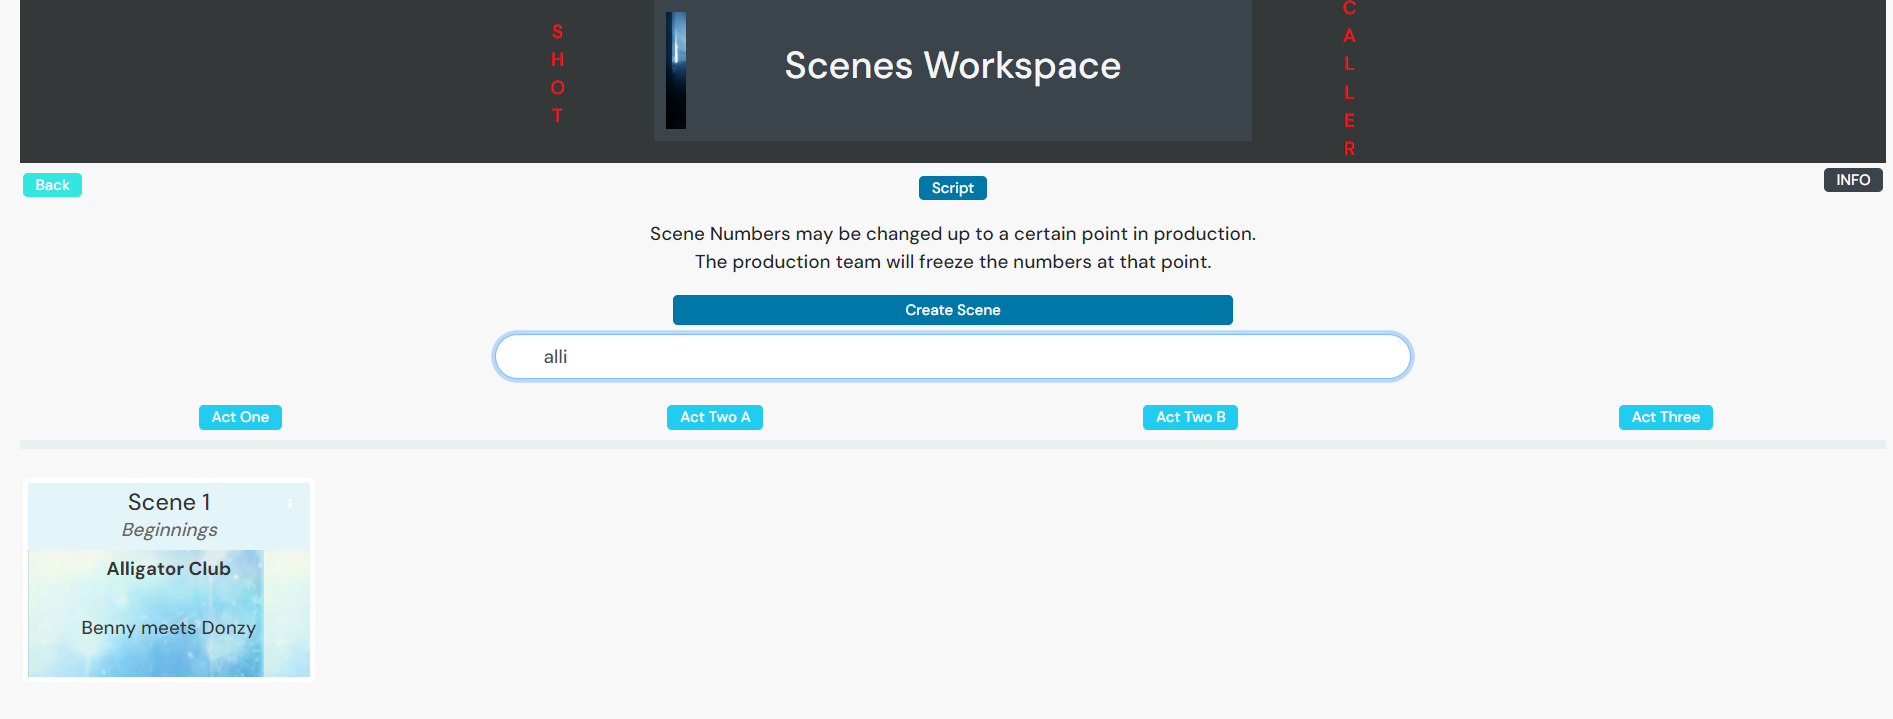 S
H
O
T
Scenes Workspace
C
A
L
L
E
R
Back
Script
INFO
Scene Numbers may be changed up to a certain point in production.
The production team will freeze the numbers at that point.
Create Scene
alli
Act One
Act Two A
Act Two B
Act Three
Scene 1
1
Beginnings
Alligator Club
Benny meets Donzy